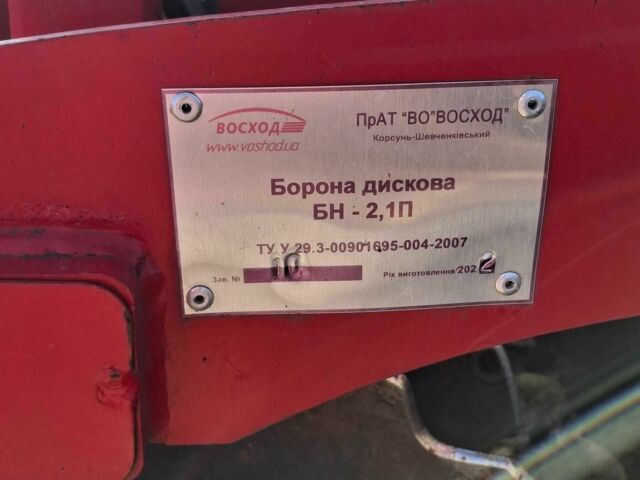 ВОСХОД
www.voshod.ua
ПрАТ "ВО"ВОСХОД"
Корсунь-Шевченківський
Борона дискова
БН - 2,1П
ТУ У 29.3-00901695-004-2007
Зав. № 10
Рік виготовлення 2022